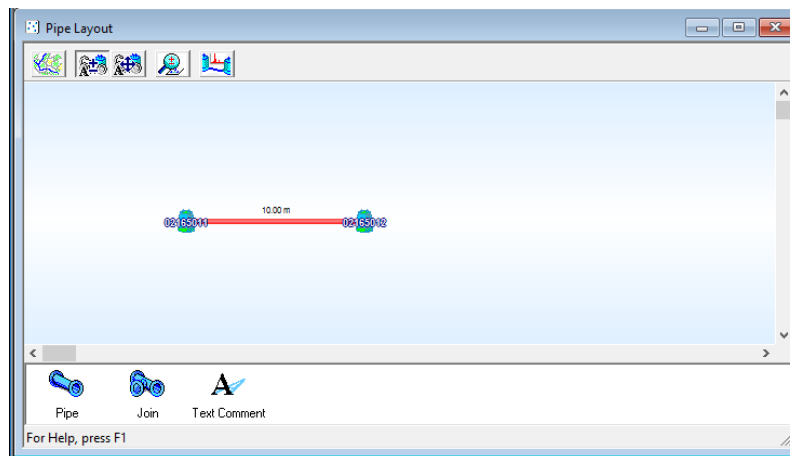 Pipe Layout
10.00 m
02165011
02165012
Pipe
Join
Text Comment
For Help, press F1